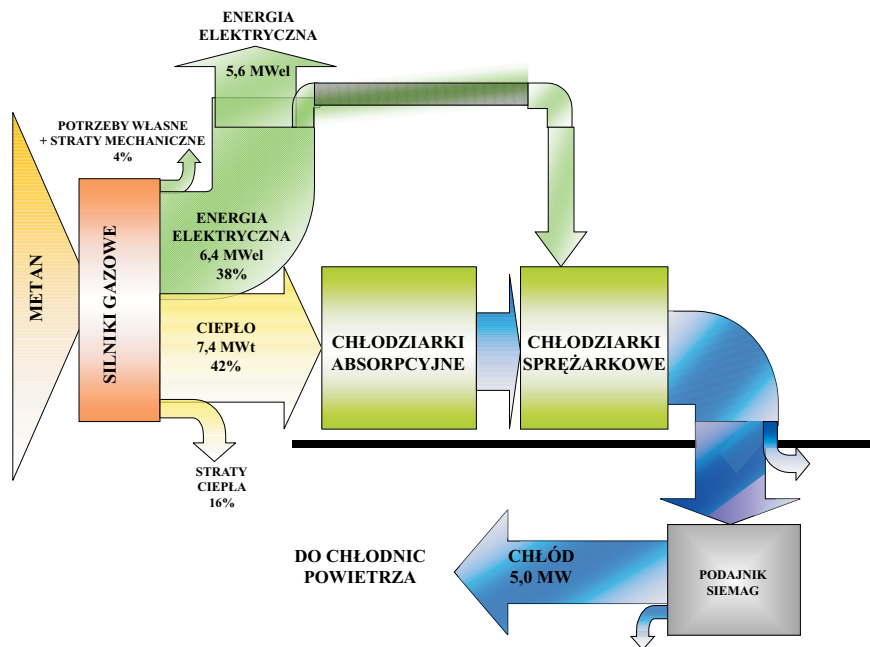 ENERGIA
ELEKTRYCZNA
5,6 MWel
POTRZEBY WŁASNE
+ STRATY MECHANICZNE
4%
METAN
SILNIKI GAZOWE
ENERGIA
ELEKTRYCZNA
6,4 MWel
38%
CIEPŁO
7,4 MWt
42%
CHŁODZIARKI
ABSORPCYJNE
CHŁODZIARKI
SPRĘŻARKOWE
STRATY
CIEPŁA
16%
DO CHŁODNIC
POWIETRZA
CHŁÓD
5,0 MW
PODAJNIK
SIEMAG